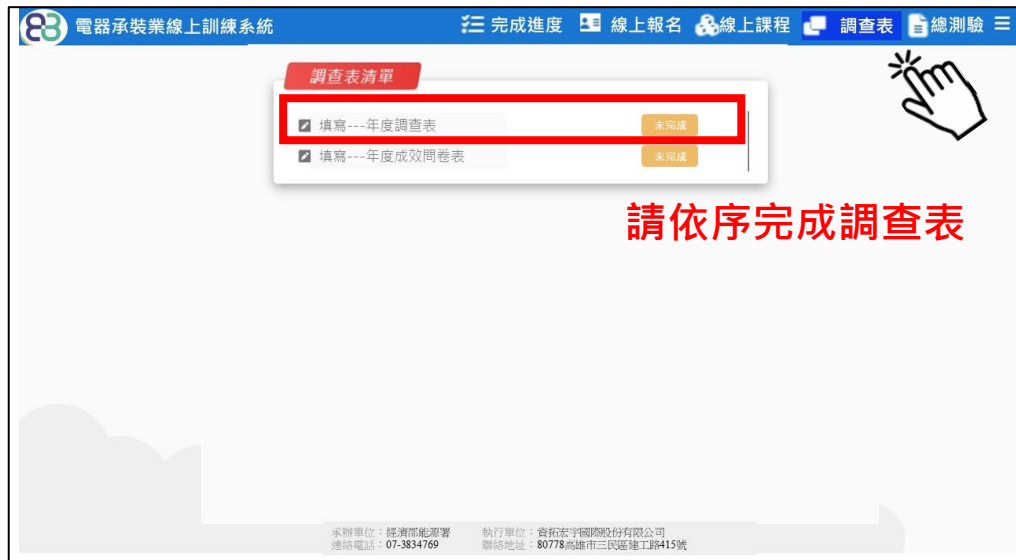 電器承裝業線上訓練系統
完成進度 線上報名 線上課程 調查表 總測驗
調查表清單
填寫---年度調查表 未完成
填寫---年度成效問卷表 未完成
請依序完成調查表
承辦單位：經濟部能源署 執行單位：資拓宏宇國際股份有限公司
連絡電話：07-3834769 聯絡地址：80778高雄市三民區建工路415號